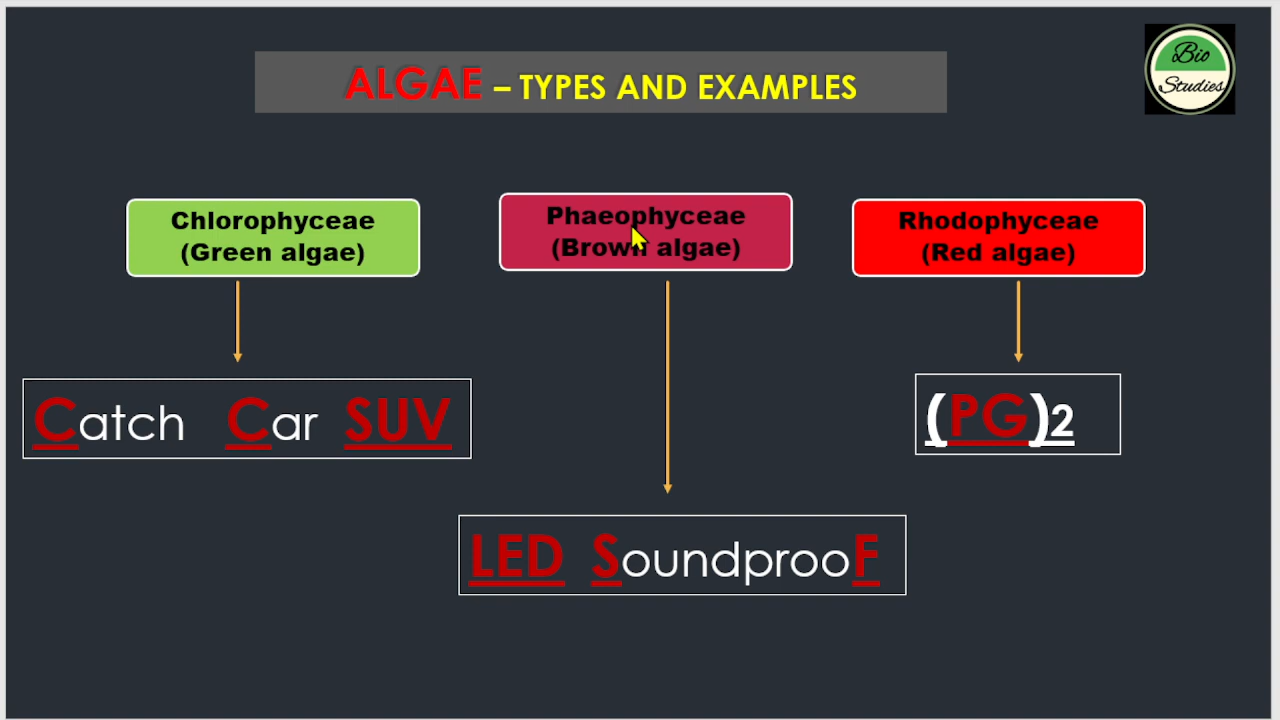 Bio
Studies
ALGAE – TYPES AND EXAMPLES
Chlorophyceae
(Green algae)
Phaeophyceae
(Brown algae)
Rhodophyceae
(Red algae)
Catch Car SUV
(PG)2
LED SoundprooF